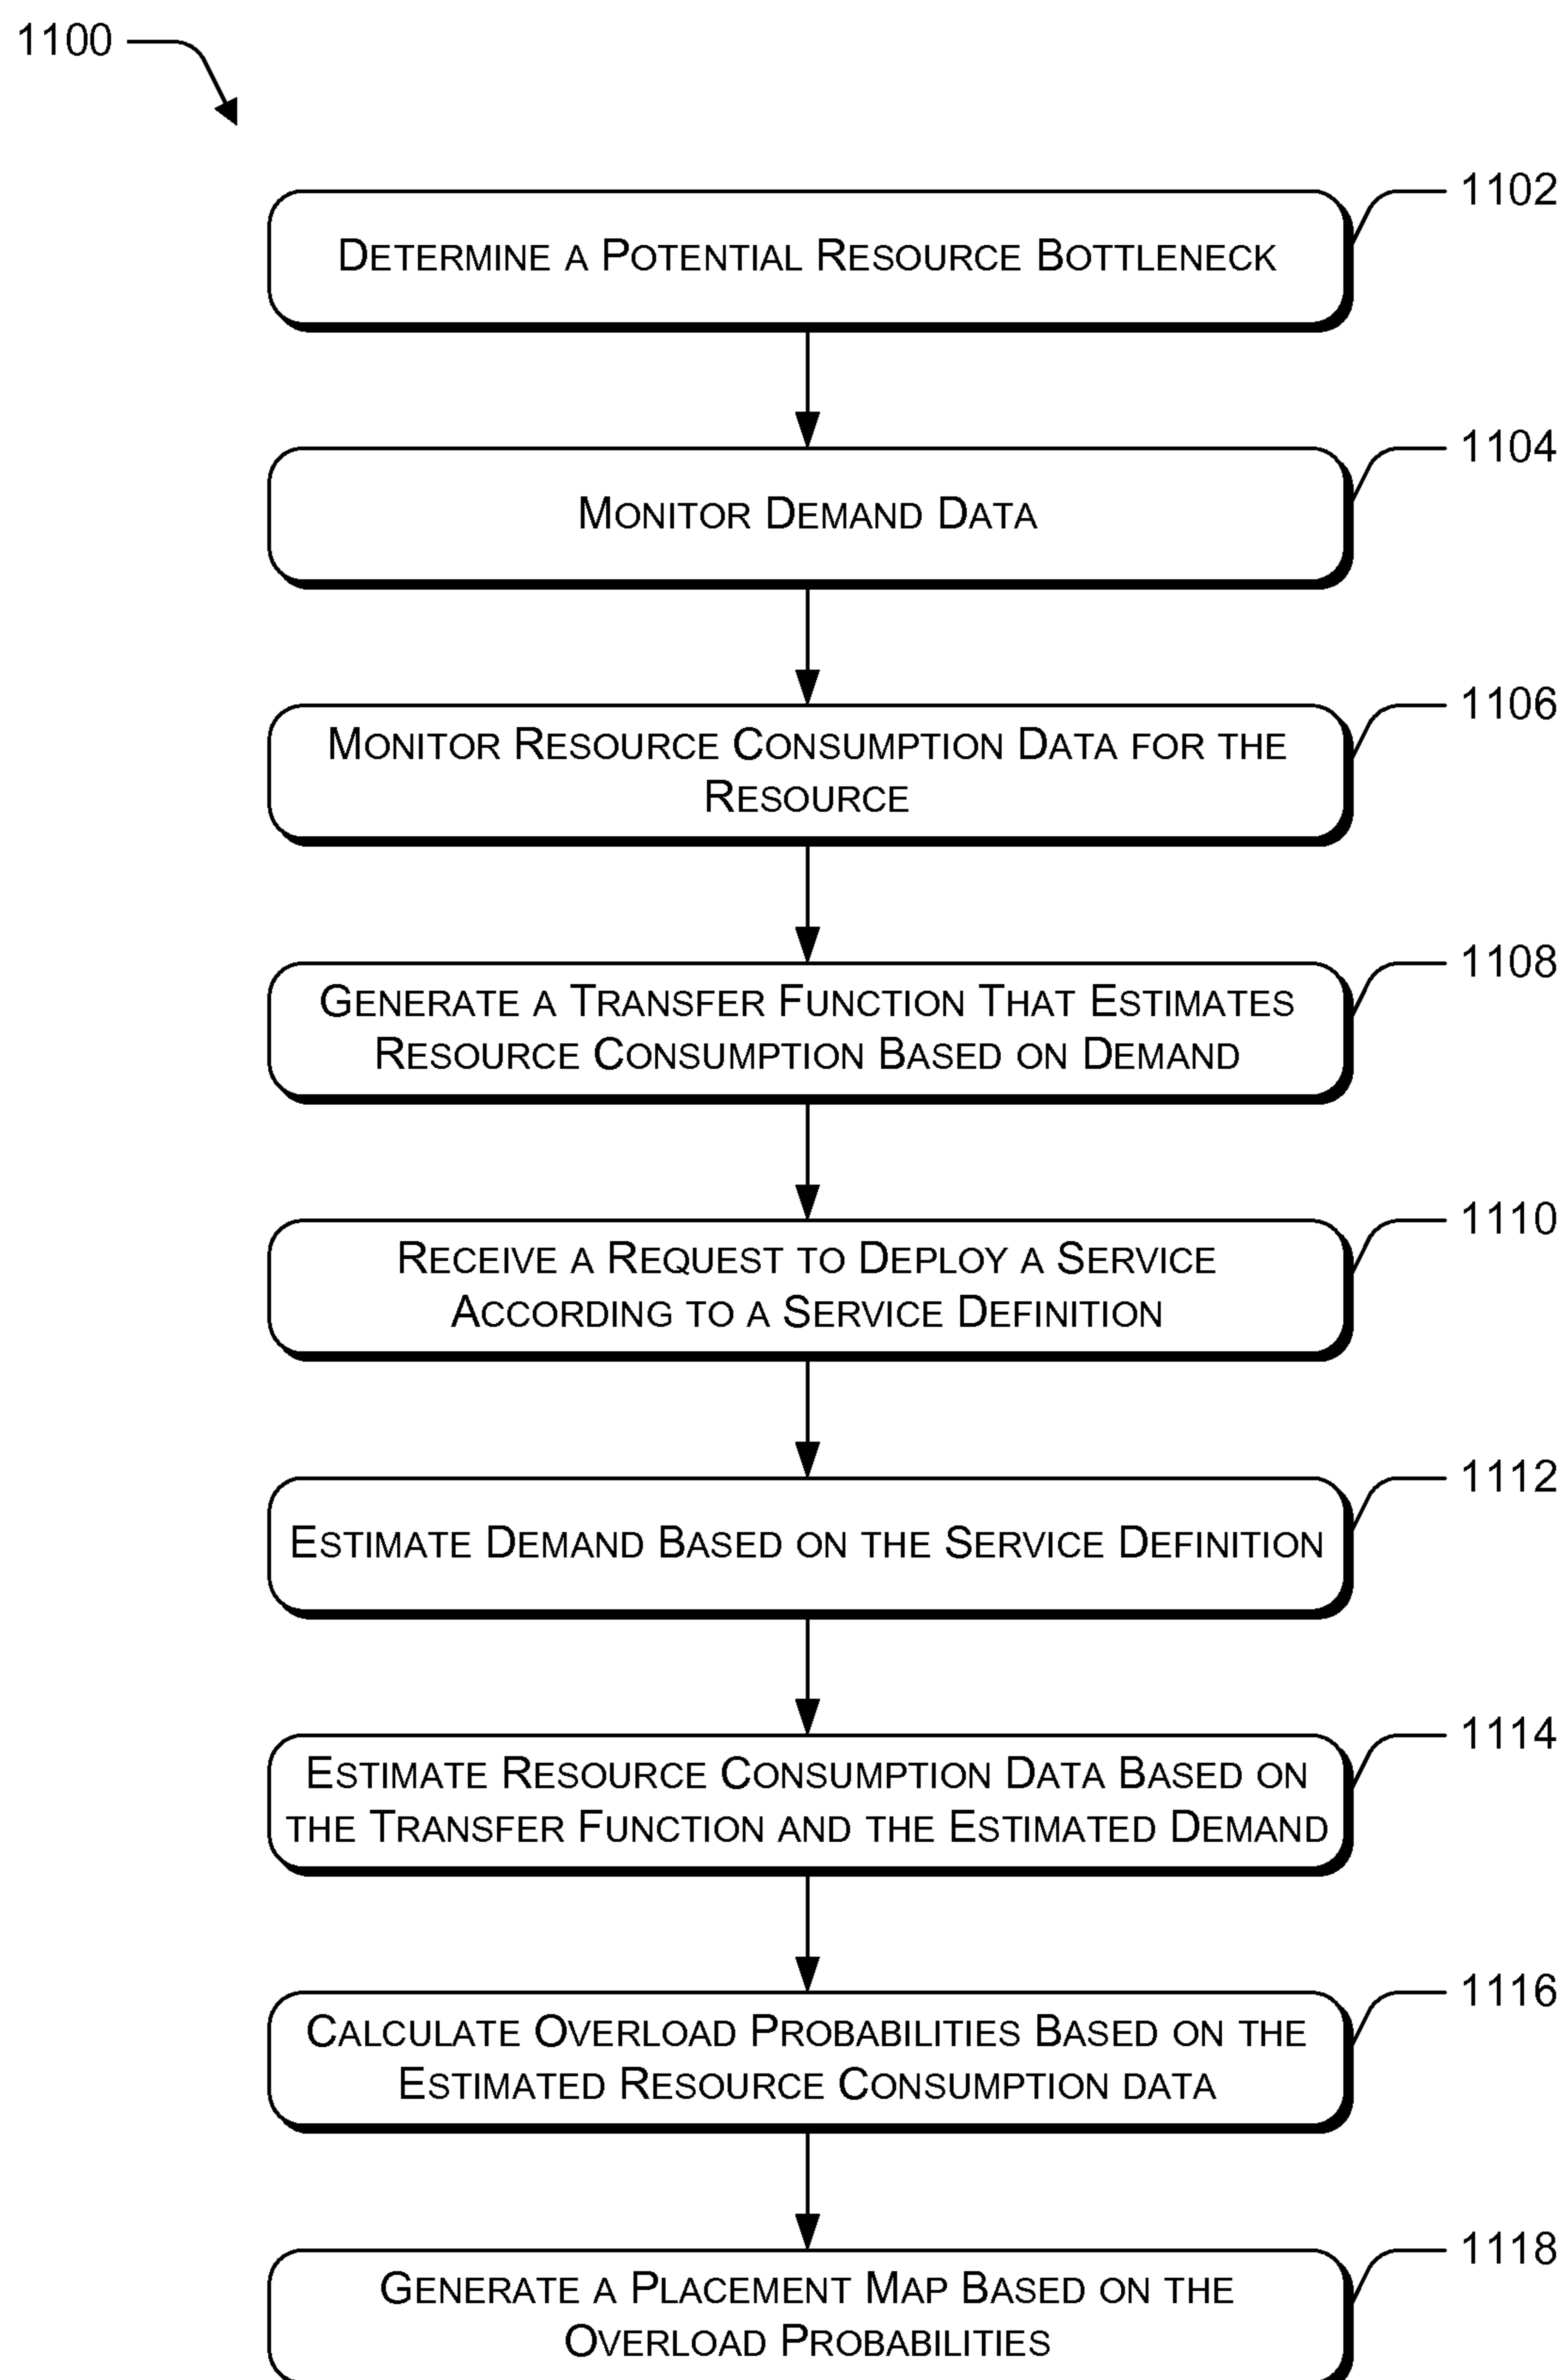 1100
1102
DETERMINE A POTENTIAL RESOURCE BOTTLENECK
1104
MONITOR DEMAND DATA
1106
MONITOR RESOURCE CONSUMPTION DATA FOR THE
RESOURCE
1108
GENERATE A TRANSFER FUNCTION THAT ESTIMATES
RESOURCE CONSUMPTION BASED ON DEMAND
1110
RECEIVE A REQUEST TO DEPLOY A SERVICE
ACCORDING TO A SERVICE DEFINITION
1112
ESTIMATE DEMAND BASED ON THE SERVICE DEFINITION
1114
ESTIMATE RESOURCE CONSUMPTION DATA BASED ON
THE TRANSFER FUNCTION AND THE ESTIMATED DEMAND
1116
CALCULATE OVERLOAD PROBABILITIES BASED ON THE
ESTIMATED RESOURCE CONSUMPTION DATA
1118
GENERATE A PLACEMENT MAP BASED ON THE
OVERLOAD PROBABILITIES